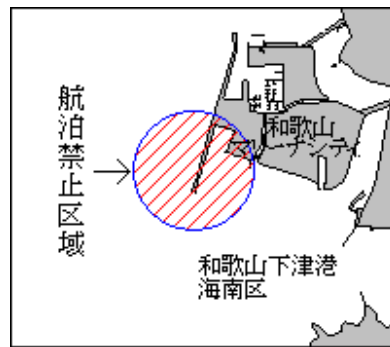 航泊禁止区域
和歌山
マリーナシティ
和歌山下津港
海南区